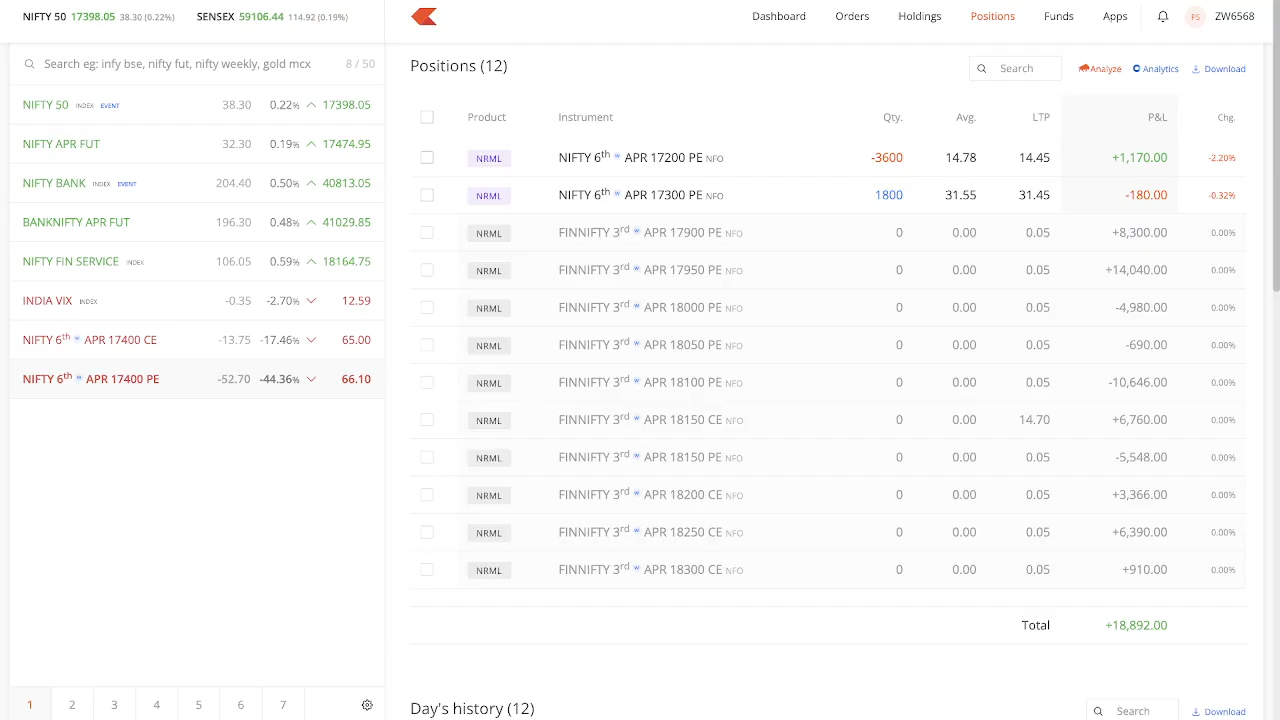 NIFTY 50 17398.05 38.30 (0.22%) SENSEX 59106.44 114.92 (0.19%)
Dashboard Orders Holdings Positions Funds Apps PS ZW6568
Search eg: infy bse, nifty fut, nifty weekly, gold mcx 8 / 50
NIFTY 50 INDEX EVENT 38.30 0.22% 17398.05
NIFTY APR FUT 32.30 0.19% 17474.95
NIFTY BANK INDEX EVENT 204.40 0.50% 40813.05
BANKNIFTY APR FUT 196.30 0.48% 41029.85
NIFTY FIN SERVICE INDEX 106.05 0.59% 18164.75
INDIA VIX INDEX -0.35 -2.70% 12.59
NIFTY 6th w APR 17400 CE -13.75 -17.46% 65.00
NIFTY 6th w APR 17400 PE -52.70 -44.36% 66.10
1 2 3 4 5 6 7
Positions (12) Search Analyze Analytics Download
Product Instrument Qty. Avg. LTP P&L Chg.
NRML NIFTY 6th w APR 17200 PE NFO -3600 14.78 14.45 +1,170.00 -2.20%
NRML NIFTY 6th w APR 17300 PE NFO 1800 31.55 31.45 -180.00 -0.32%
NRML FINNIFTY 3rd w APR 17900 PE NFO 0 0.00 0.05 +8,300.00 0.00%
NRML FINNIFTY 3rd w APR 17950 PE NFO 0 0.00 0.05 +14,040.00 0.00%
NRML FINNIFTY 3rd w APR 18000 PE NFO 0 0.00 0.05 -4,980.00 0.00%
NRML FINNIFTY 3rd w APR 18050 PE NFO 0 0.00 0.05 -690.00 0.00%
NRML FINNIFTY 3rd w APR 18100 PE NFO 0 0.00 0.05 -10,646.00 0.00%
NRML FINNIFTY 3rd w APR 18150 CE NFO 0 0.00 14.70 +6,760.00 0.00%
NRML FINNIFTY 3rd w APR 18150 PE NFO 0 0.00 0.05 -5,548.00 0.00%
NRML FINNIFTY 3rd w APR 18200 CE NFO 0 0.00 0.05 +3,366.00 0.00%
NRML FINNIFTY 3rd w APR 18250 CE NFO 0 0.00 0.05 +6,390.00 0.00%
NRML FINNIFTY 3rd w APR 18300 CE NFO 0 0.00 0.05 +910.00 0.00%
Total +18,892.00
Day's history (12) Search Download